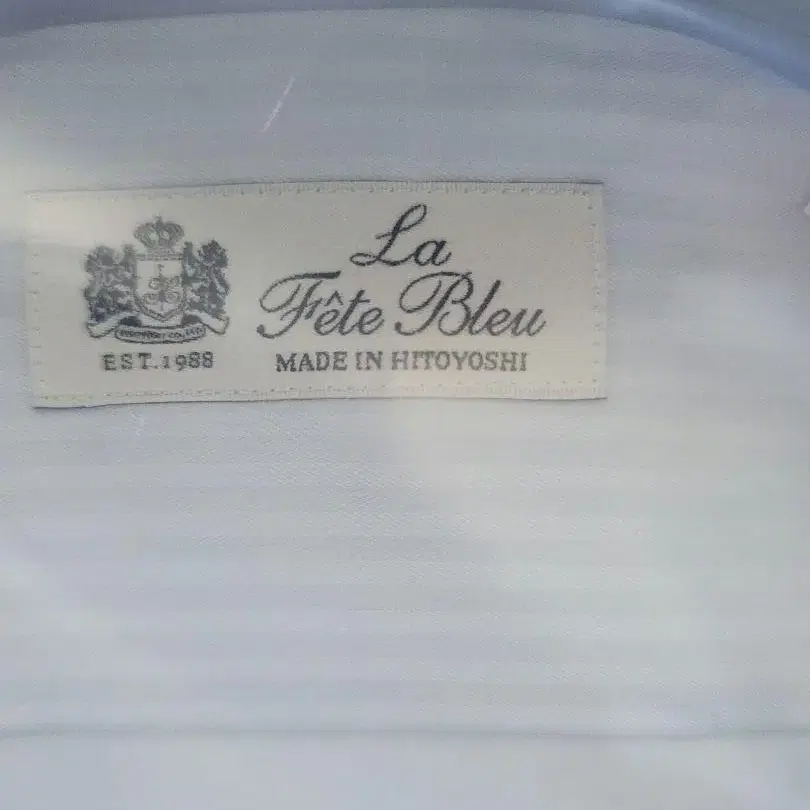 EST.1988
La
Fête Bleu
MADE IN HITOYOSHI